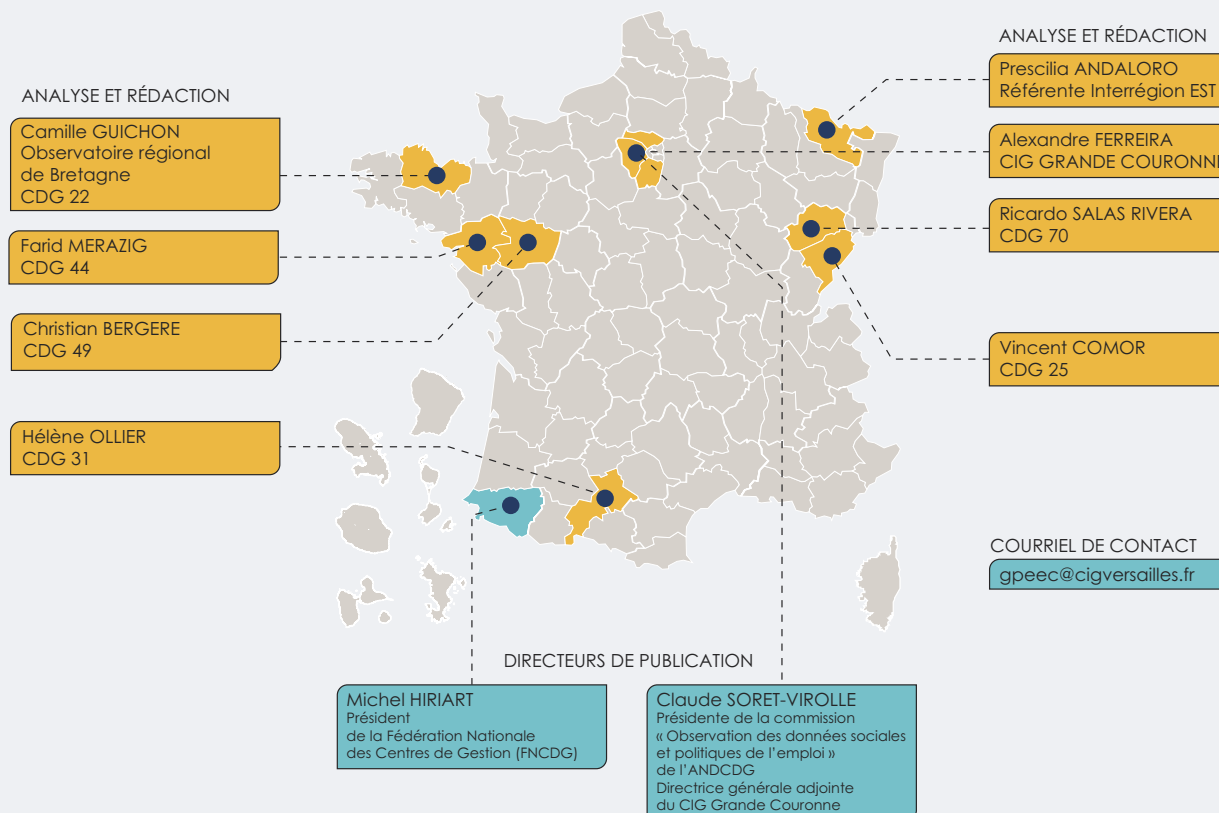 ANALYSE ET RÉDACTION
Camille GUICHON
Observatoire régional
de Bretagne
CDG 22
Farid MERAZIG
CDG 44
Christian BERGERE
CDG 49
Hélène OLLIER
CDG 31
ANALYSE ET RÉDACTION
Prescilia ANDALORO
Référente Interrégion EST
Alexandre FERREIRA
CIG GRANDE COURONNE
Ricardo SALAS RIVERA
CDG 70
Vincent COMOR
CDG 25
COURRIEL DE CONTACT
gpeec@cigversailles.fr
DIRECTEURS DE PUBLICATION
Michel HIRIART
Président
de la Fédération Nationale
des Centres de Gestion (FNCDG)
Claude SORET-VIROLLE
Présidente de la commission
« Observation des données sociales
et politiques de l'emploi »
de l'ANDCDG
Directrice générale adjointe
du CIG Grande Couronne